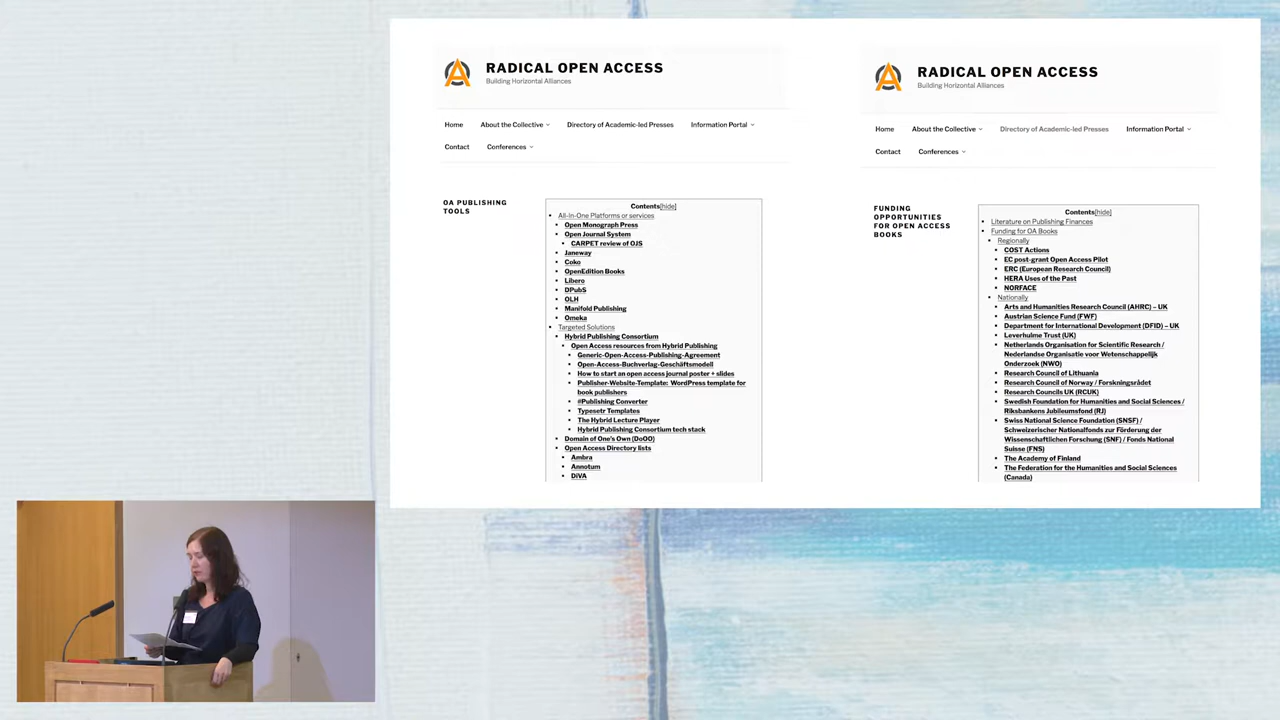 RADICAL OPEN ACCESS
Building Horizontal Alliances
Home
About the Collective
Directory of Academic-led Presses
Information Portal
Contact
Conferences
OA PUBLISHING
TOOLS
Contents[hide]
All-In-One Platforms or services
Open Monograph Press
Open Journal System
CARPET review of OJS
Janeway
Coko
OpenEdition Books
Libero
DPubS
OLH
Manifold Publishing
Omeka
Targeted Solutions
Hybrid Publishing Consortium
Open Access resources from Hybrid Publishing
Generic-Open-Access-Publishing-Agreement
Open-Access-Buchverlag-Geschäftsmodell
How to start an open access journal poster + slides
Publisher-Website-Template: WordPress template for
book publishers
#Publishing Converter
Typesetr Templates
The Hybrid Lecture Player
Hybrid Publishing Consortium tech stack
Domain of One's Own (DoOO)
Open Access Directory lists
Ambra
Annotum
DiVA
RADICAL OPEN ACCESS
Building Horizontal Alliances
Home
About the Collective
Directory of Academic-led Presses
Information Portal
Contact
Conferences
FUNDING
OPPORTUNITIES
FOR OPEN ACCESS
BOOKS
Contents[hide]
Literature on Publishing Finances
Funding for OA Books
Regionally
COST Actions
EC post-grant Open Access Pilot
ERC (European Research Council)
HERA Uses of the Past
NORFACE
Nationally
Arts and Humanities Research Council (AHRC) – UK
Austrian Science Fund (FWF)
Department for International Development (DFID) – UK
Leverhulme Trust (UK)
Netherlands Organisation for Scientific Research /
Nederlandse Organisatie voor Wetenschappelijk
Onderzoek (NWO)
Research Council of Lithuania
Research Council of Norway / Forskningsrådet
Research Councils UK (RCUK)
Swedish Foundation for Humanities and Social Sciences /
Riksbankens Jubileumsfond (RJ)
Swiss National Science Foundation (SNSF) /
Schweizerischer Nationalfonds zur Förderung der
Wissenschaftlichen Forschung (SNF) / Fonds National
Suisse (FNS)
The Academy of Finland
The Federation for the Humanities and Social Sciences
(Canada)